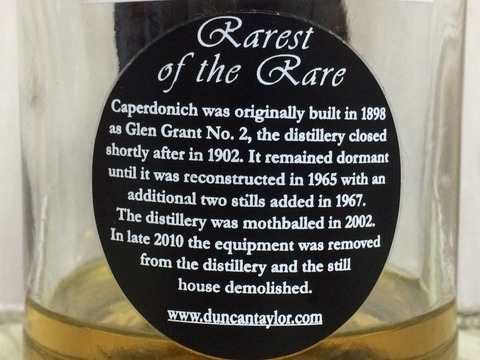 Rarest
of the Rare
Caperdonich was originally built in 1898
as Glen Grant No. 2, the distillery closed
shortly after in 1902. It remained dormant
until it was reconstructed in 1965 with an
additional two stills added in 1967.
The distillery was mothballed in 2002.
In late 2010 the equipment was removed
from the distillery and the still
house demolished.
www.duncantaylor.com